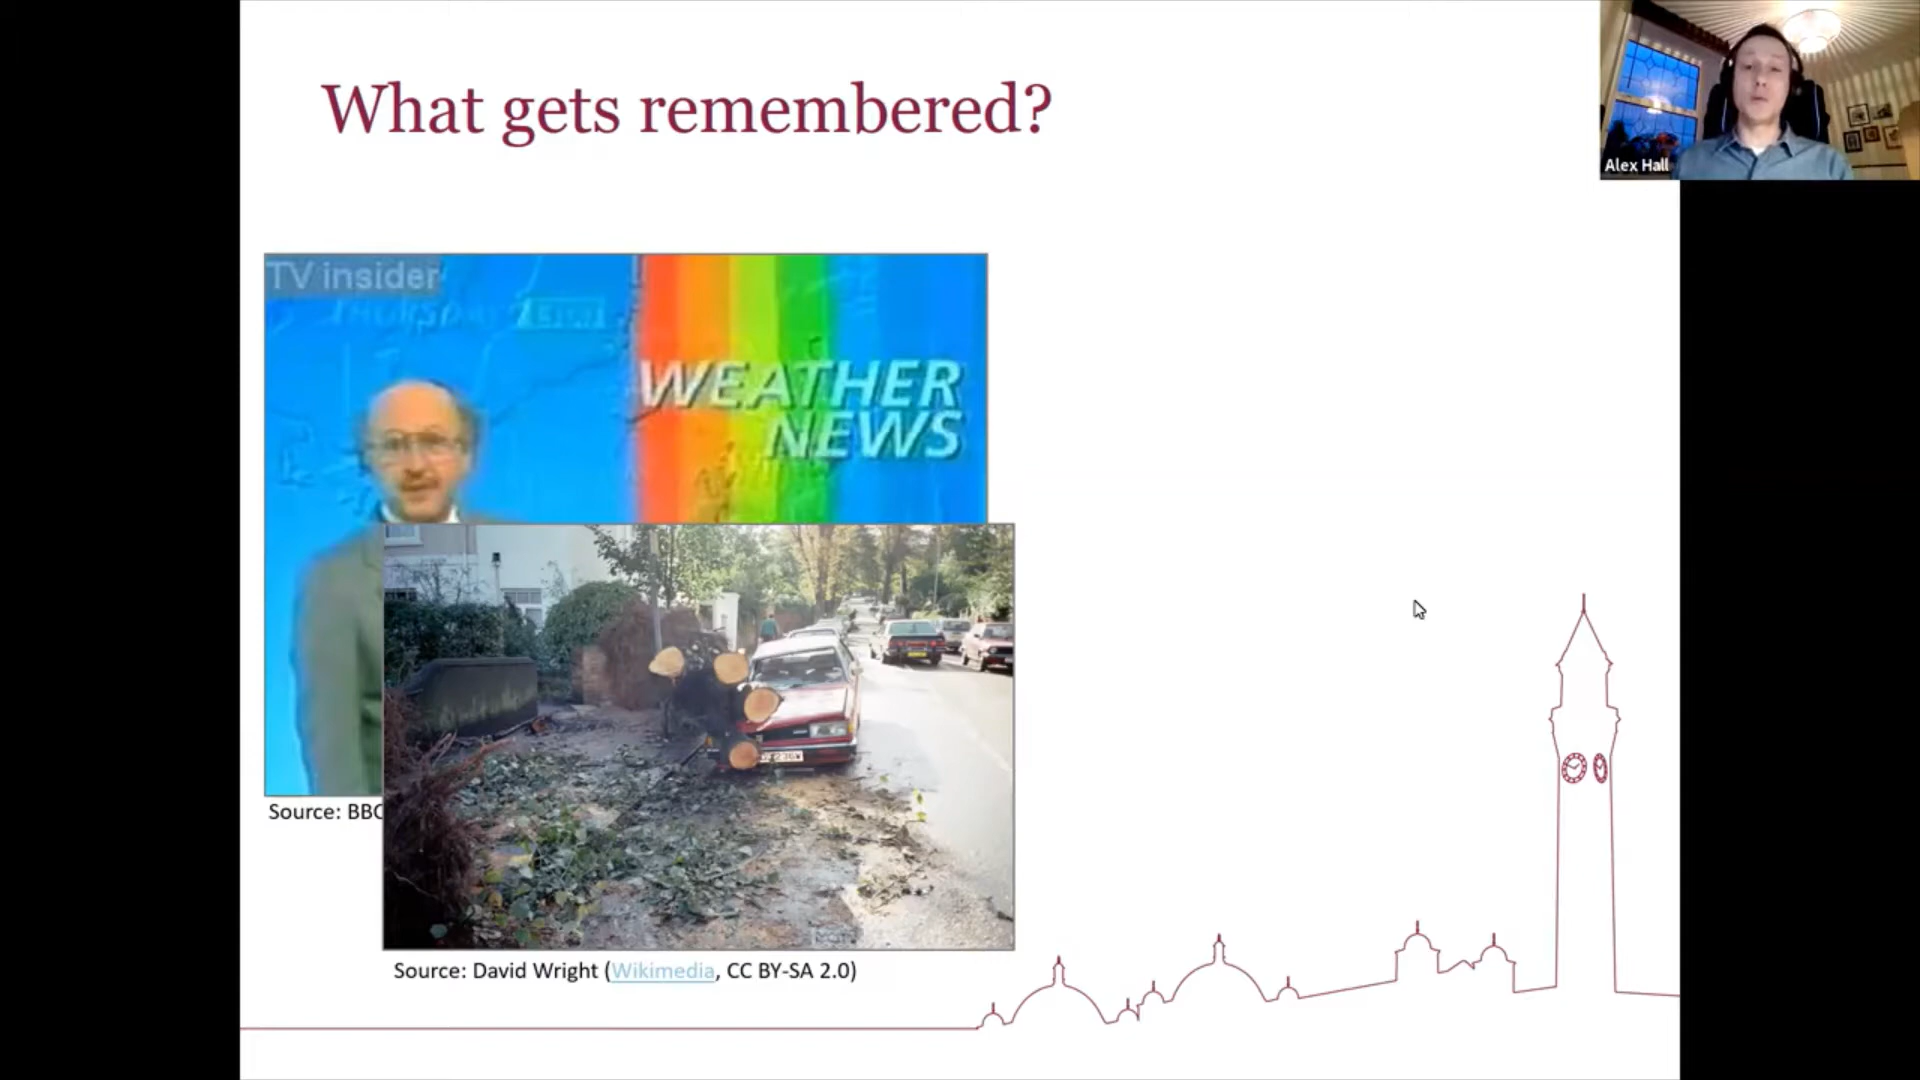 What gets remembered?
Alex Hall
TV insider
WEATHER
NEWS
Source: BBC
Source: David Wright (Wikimedia, CC BY-SA 2.0)